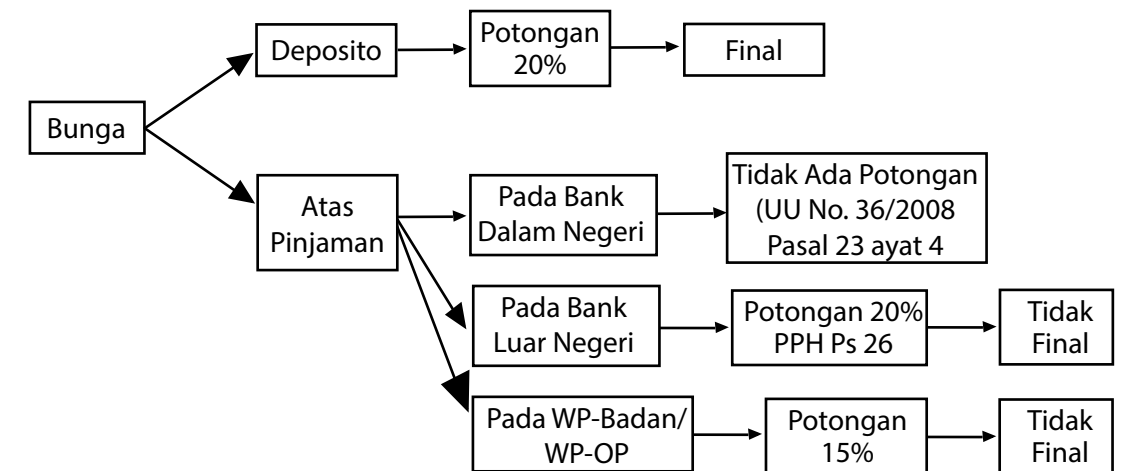 Bunga
Deposito
Potongan
20%
Final
Atas
Pinjaman
Pada Bank
Dalam Negeri
Tidak Ada Potongan
(UU No. 36/2008
Pasal 23 ayat 4
Pada Bank
Luar Negeri
Potongan 20%
PPH Ps 26
Tidak
Final
Pada WP-Badan/
WP-OP
Potongan
15%
Tidak
Final